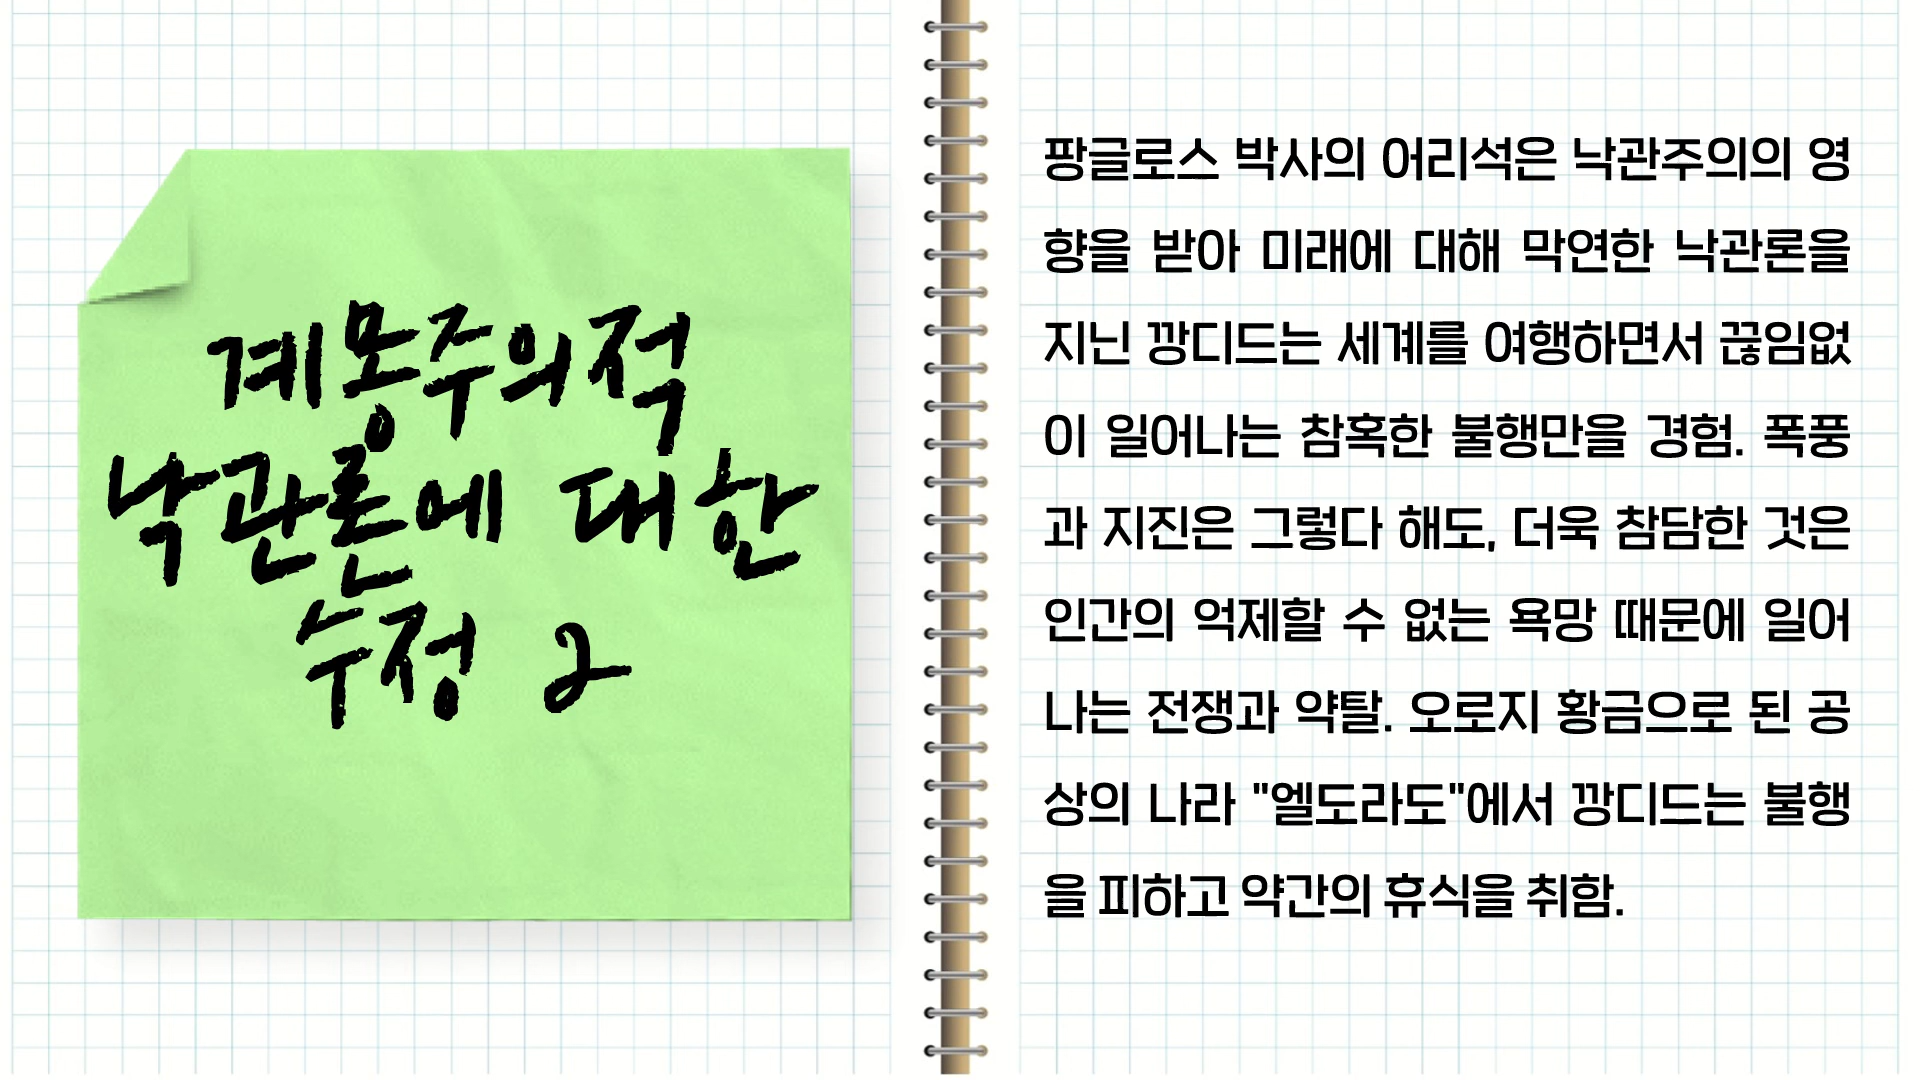 계몽주의적
낙관론에 대한
수정 2
팡글로스 박사의 어리석은 낙관주의의 영
향을 받아 미래에 대해 막연한 낙관론을
지닌 깡디드는 세계를 여행하면서 끊임없
이 일어나는 참혹한 불행만을 경험. 폭풍
과 지진은 그렇다 해도, 더욱 참담한 것은
인간의 억제할 수 없는 욕망 때문에 일어
나는 전쟁과 약탈. 오로지 황금으로 된 공
상의 나라 "엘도라도"에서 깡디드는 불행
을 피하고 약간의 휴식을 취함.